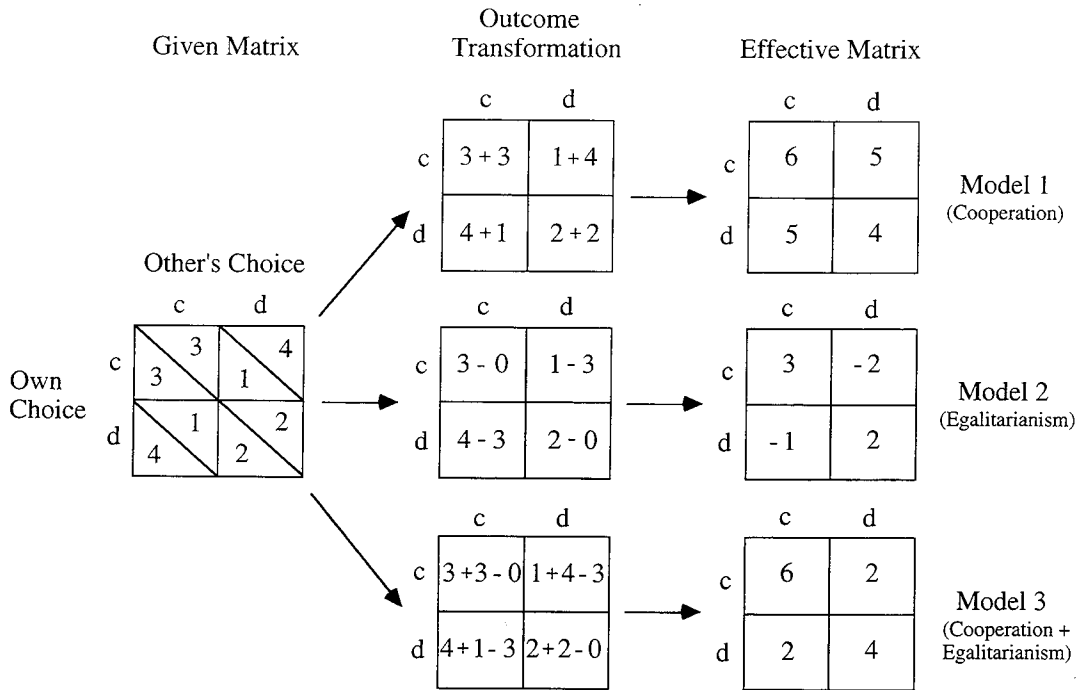 Given Matrix
Outcome
Transformation
Effective Matrix
c d
c 3 + 3 1 + 4
d 4 + 1 2 + 2
c d
c 6 5
d 5 4
Model 1
(Cooperation)
Other's Choice
c d
Own
Choice
c 3 3 1 4
d 4 1 2 2
c d
c 3 - 0 1 - 3
d 4 - 3 2 - 0
c d
c 3 -2
d -1 2
Model 2
(Egalitarianism)
c d
c 3+3-0 1+4-3
d 4+1-3 2+2-0
c d
c 6 2
d 2 4
Model 3
(Cooperation +
Egalitarianism)